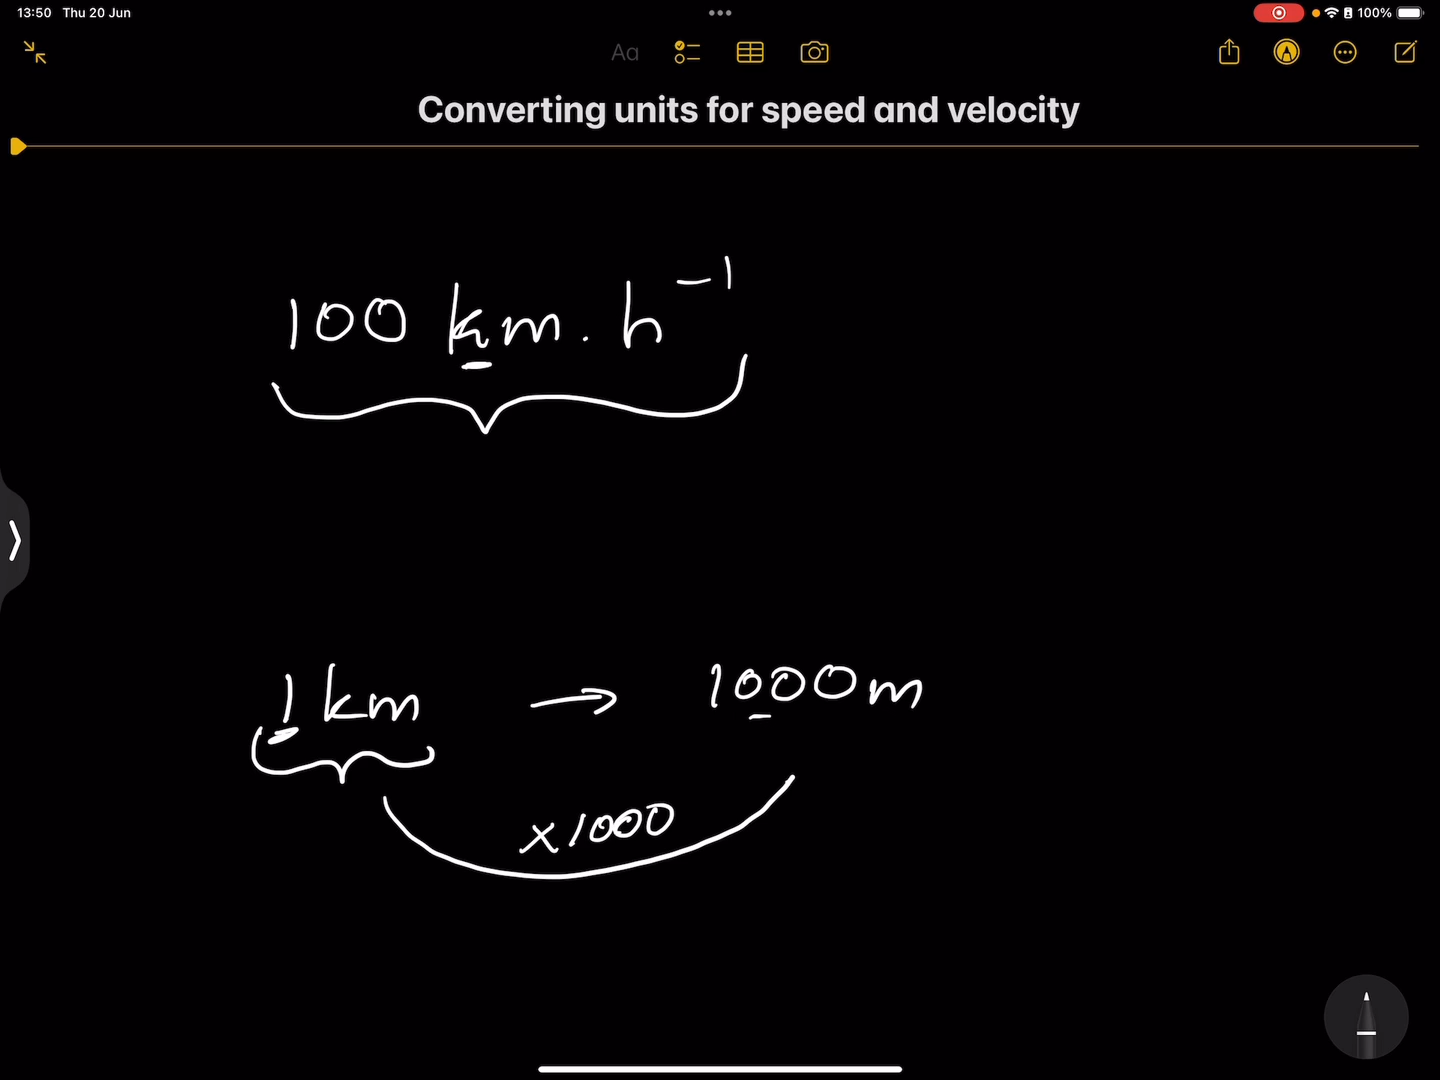 13:50 Thu 20 Jun 100%
Aa
Converting units for speed and velocity
100 km. h⁻¹
1 km → 1000m
×1000